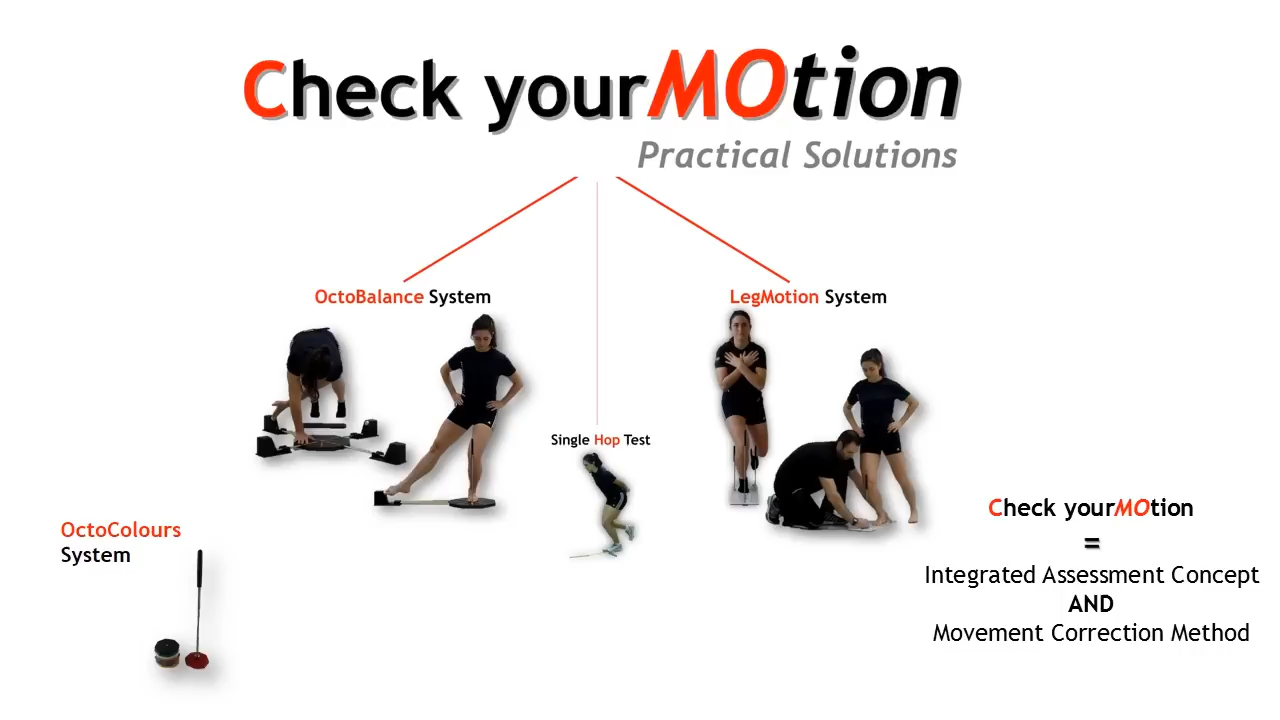 Check yourMOtion
Practical Solutions
OctoBalance System
LegMotion System
Single Hop Test
OctoColours
System
Check yourMOtion
=
Integrated Assessment Concept
AND
Movement Correction Method